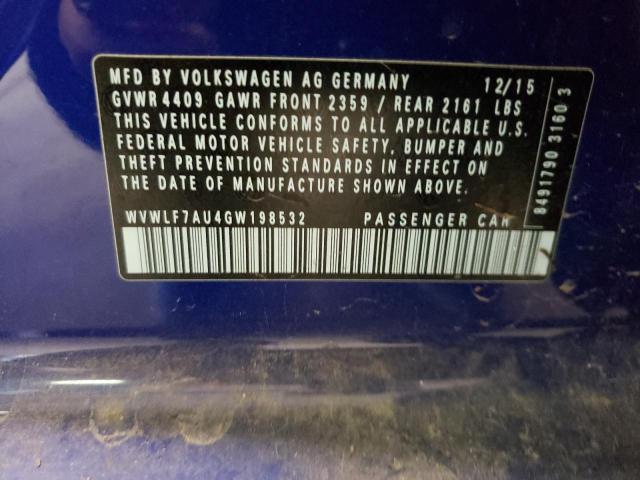 MFD BY VOLKSWAGEN AG GERMANY 12/15
GVWR 4409 GAWR FRONT 2359 / REAR 2161 LBS
THIS VEHICLE CONFORMS TO ALL APPLICABLE U.S.
FEDERAL MOTOR VEHICLE SAFETY, BUMPER AND
THEFT PREVENTION STANDARDS IN EFFECT ON
THE DATE OF MANUFACTURE SHOWN ABOVE.
WVWLF7AU4GW198532 PASSENGER CAR
8491790 3160 3